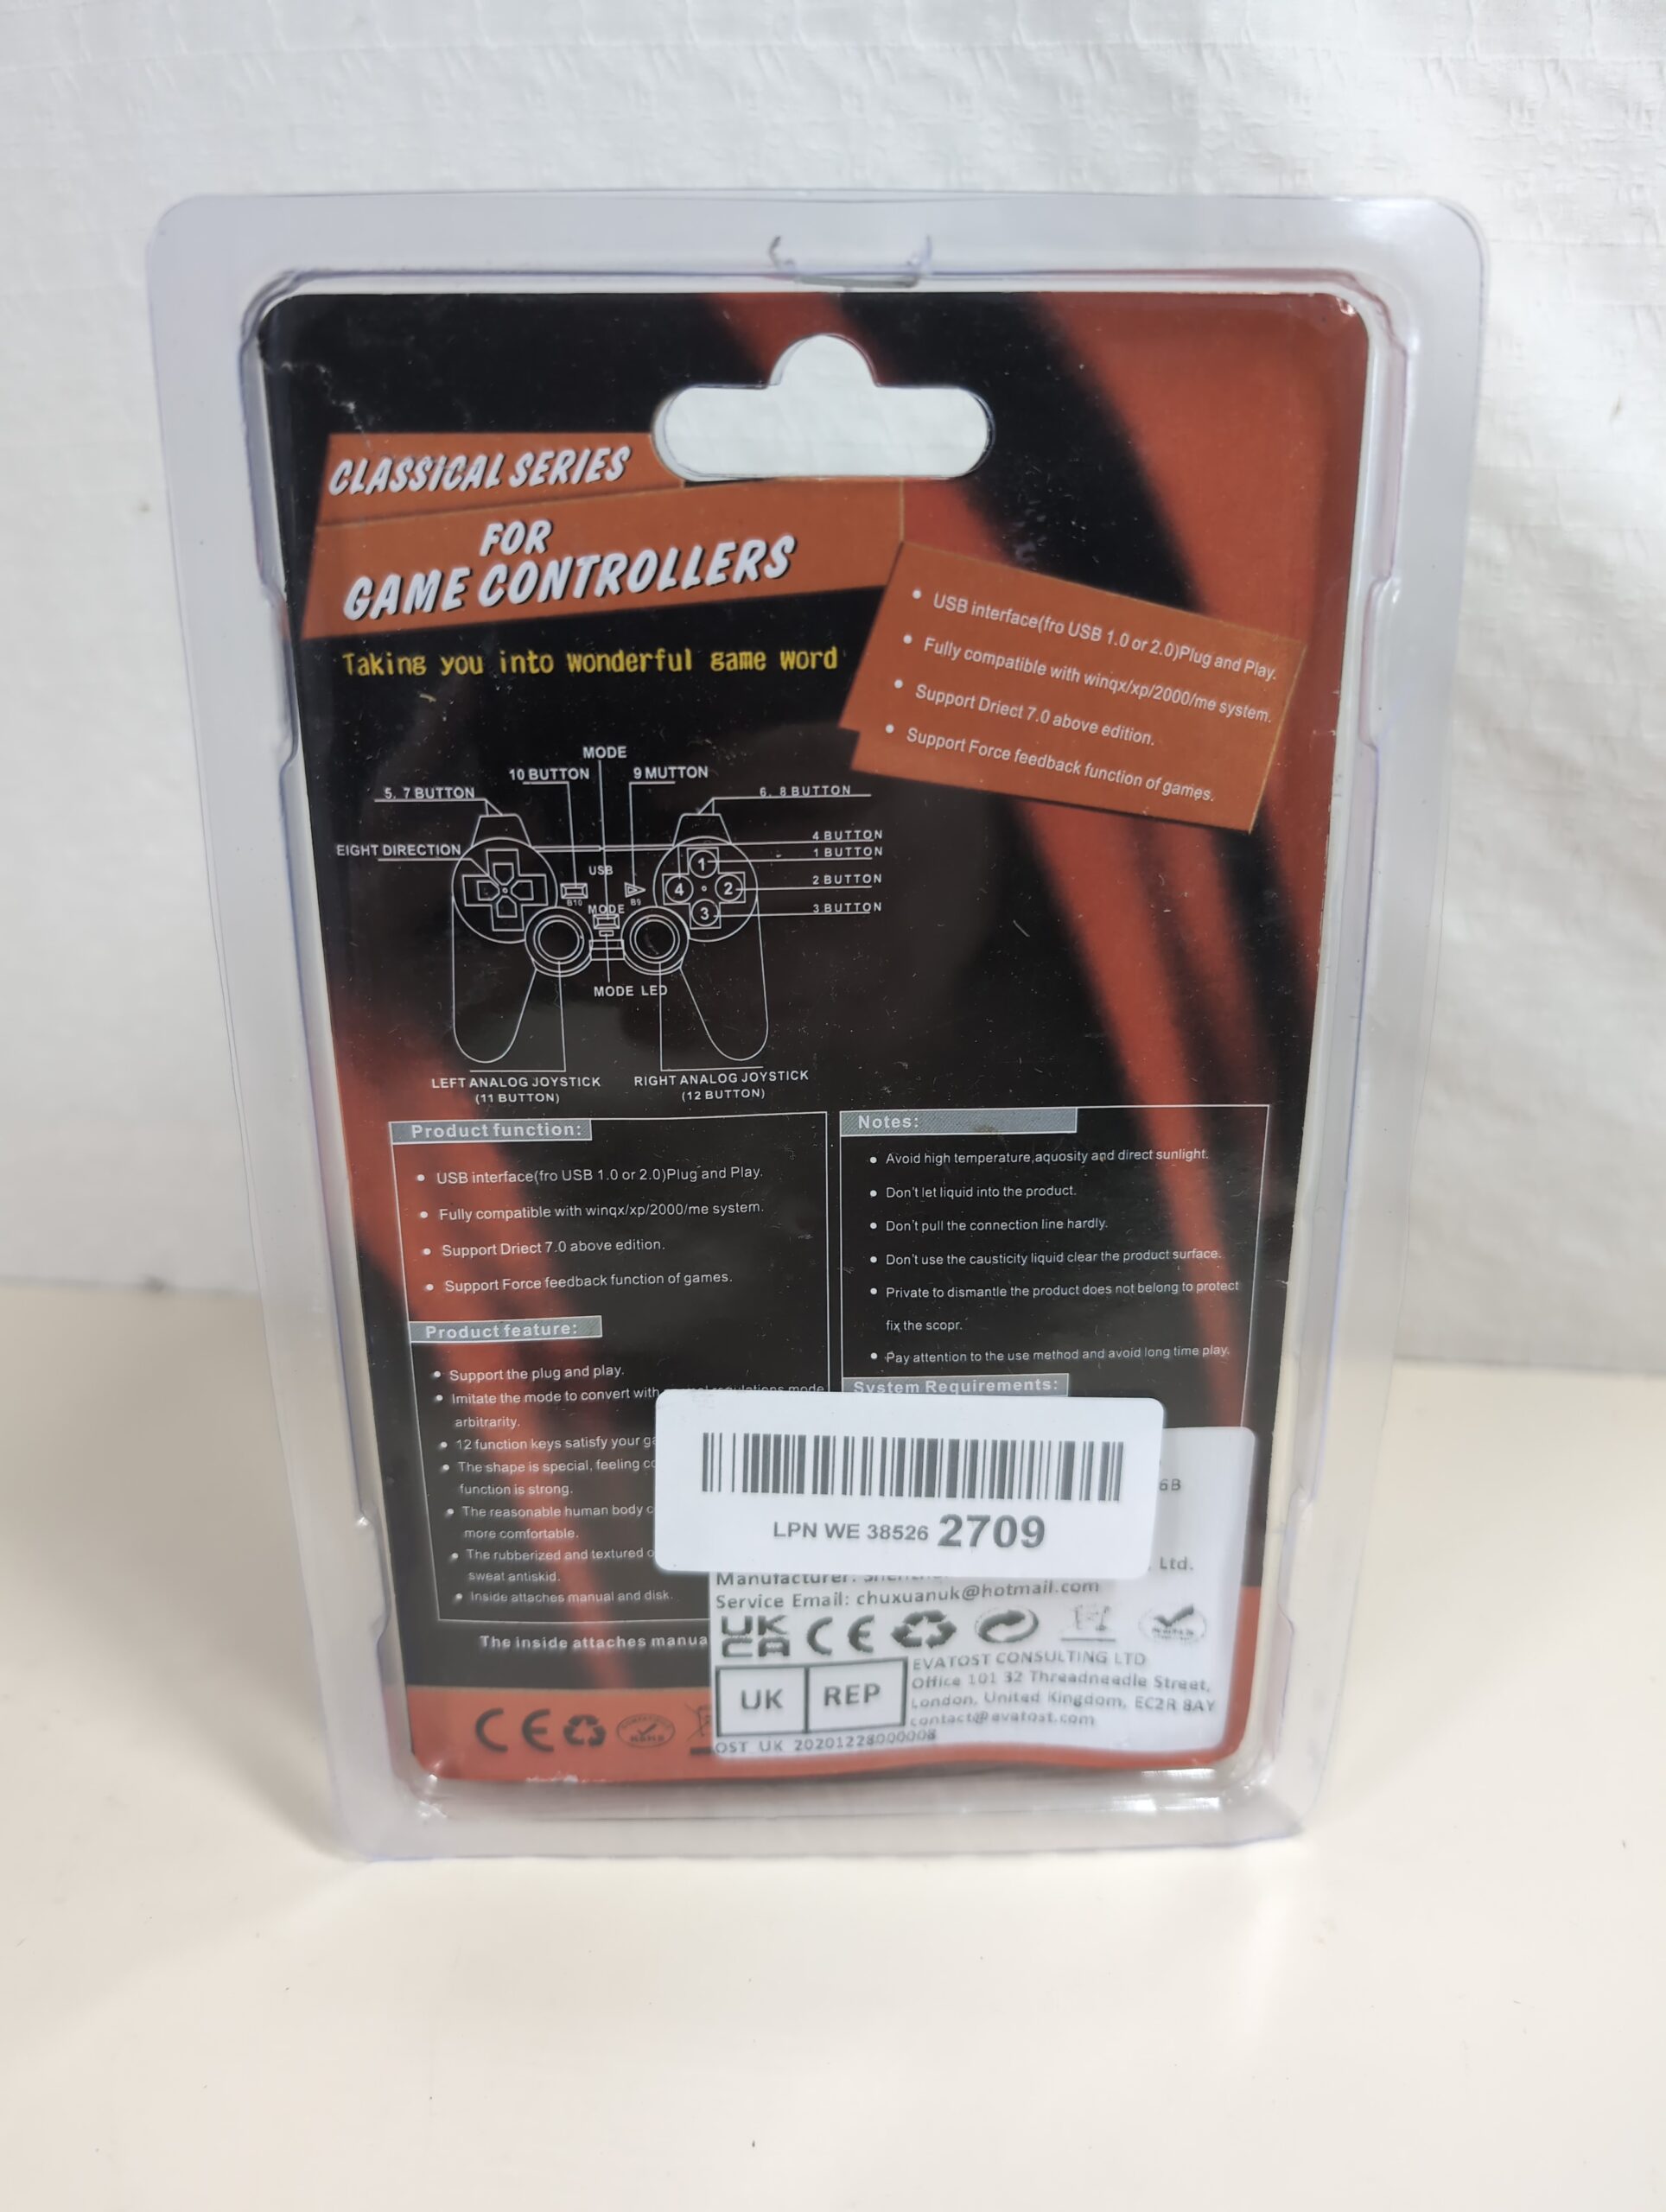 CLASSICAL SERIES
FOR
GAME CONTROLLERS
Taking you into wonderful game word
• USB interface(fro USB 1.0 or 2.0)Plug and Play.
• Fully compatible with winqx/xp/2000/me system.
• Support Driect 7.0 above edition.
• Support Force feedback function of games.
MODE
10 BUTTON
9 MUTTON
5, 7 BUTTON
6, 8 BUTTON
EIGHT DIRECTION
4 BUTTON
1 BUTTON
2 BUTTON
3 BUTTON
USB
B10
MODE
B9
1
4
2
3
MODE LED
LEFT ANALOG JOYSTICK
(11 BUTTON)
RIGHT ANALOG JOYSTICK
(12 BUTTON)
Product function:
• USB interface(fro USB 1.0 or 2.0)Plug and Play.
• Fully compatible with winqx/xp/2000/me system.
• Support Driect 7.0 above edition.
• Support Force feedback function of games.
Product feature:
• Support the plug and play.
• Imitate the mode to convert with mode
arbitrarity.
• 12 function keys satisfy your
• The shape is special, feeling
function is strong.
• The reasonable human body
more comfortable.
• The rubberized and textured
sweat antiskid.
• Inside attaches manual and disk.
The inside attaches
Notes:
• Avoid high temperature,aquosity and direct sunlight.
• Don't let liquid into the product.
• Don't pull the connection line hardly.
• Don't use the causticity liquid clear the product surface.
• Private to dismantle the product does not belong to protect
fix the scopr.
• Pay attention to the use method and avoid long time play.
System Requirements:
LPN WE 38526 2709
6B
Ltd.
Manufacturer:
Service Email: chuxuanuk@hotmail.com
UK
CA CE
UK REP
EVATOST CONSULTING LTD
Office 101 32 Threadneedle Street,
London, United Kingdom, EC2R 8AY
contact@evatost.com
OST UK 20201228000008
CE